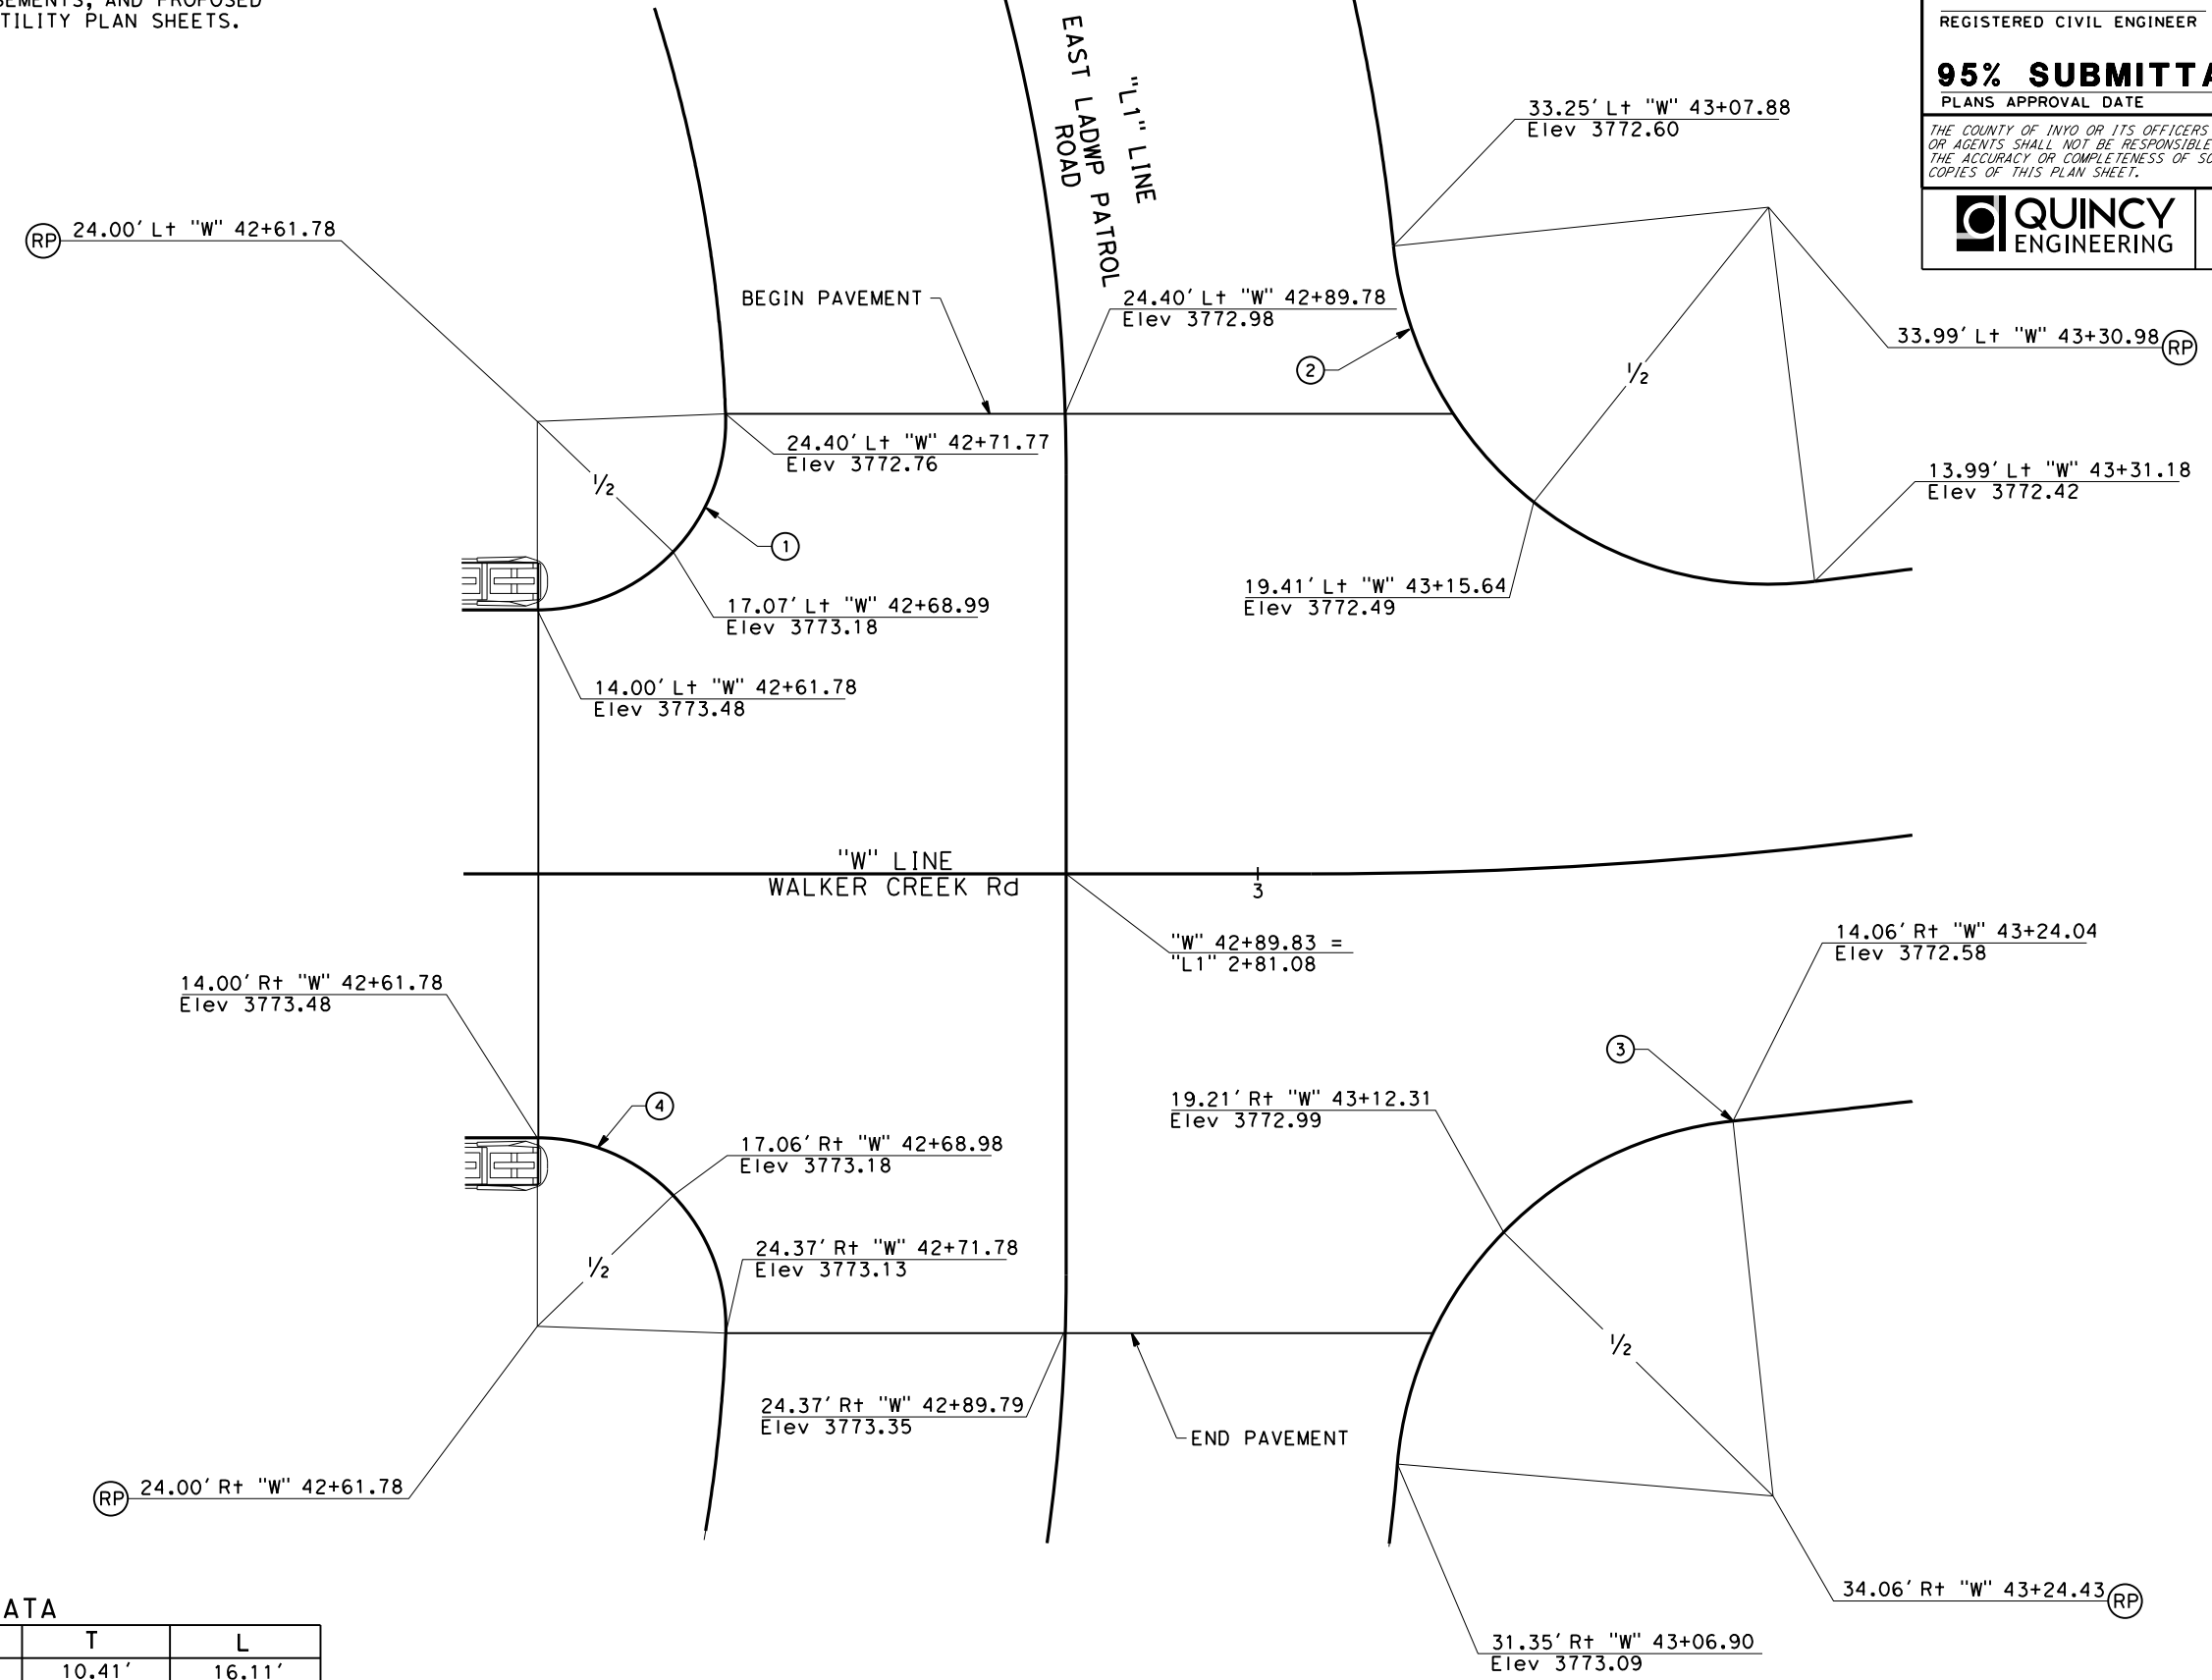 TILITY PLAN SHEETS.
REGISTERED CIVIL ENGINEER
95% SUBMITTA
PLANS APPROVAL DATE
THE COUNTY OF INYO OR ITS OFFICERS
OR AGENTS SHALL NOT BE RESPONSIBLE
THE ACCURACY OR COMPLETENESS OF SC
COPIES OF THIS PLAN SHEET.
QUINCY
ENGINEERING
"L1" LINE
EAST LADWP PATROL
ROAD
33.25' Lt "W" 43+07.88
Elev 3772.60
RP 24.00' Lt "W" 42+61.78
BEGIN PAVEMENT
24.40' Lt "W" 42+89.78
Elev 3772.98
33.99' Lt "W" 43+30.98 RP
2
1/2
24.40' Lt "W" 42+71.77
Elev 3772.76
1/2
13.99' Lt "W" 43+31.18
Elev 3772.42
1
19.41' Lt "W" 43+15.64
Elev 3772.49
17.07' Lt "W" 42+68.99
Elev 3773.18
14.00' Lt "W" 42+61.78
Elev 3773.48
"W" LINE
WALKER CREEK Rd
3
"W" 42+89.83 =
"L1" 2+81.08
14.06' Rt "W" 43+24.04
Elev 3772.58
14.00' Rt "W" 42+61.78
Elev 3773.48
3
4
19.21' Rt "W" 43+12.31
Elev 3772.99
17.06' Rt "W" 42+68.98
Elev 3773.18
24.37' Rt "W" 42+71.78
Elev 3773.13
1/2
1/2
24.37' Rt "W" 42+89.79
Elev 3773.35
END PAVEMENT
RP 24.00' Rt "W" 42+61.78
34.06' Rt "W" 43+24.43 RP
31.35' Rt "W" 43+06.90
Elev 3773.09
ATA
T L
10.41' 16.11'